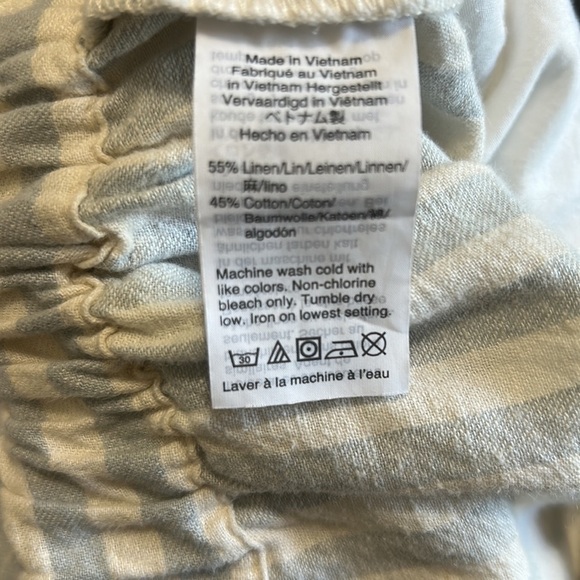 Made in Vietnam
Fabriqué au Vietnam
in Vietnam Hergestellt
Vervaardigd in Viëtnam
ベトナム製
Hecho en Vietnam
55% Linen/Lin/Leinen/Linnen/
麻/lino
45% Cotton/Coton/
Baumwolle/Katoen/綿/
algodón
Machine wash cold with
like colors. Non-chlorine
bleach only. Tumble dry
low. Iron on lowest setting.
30
Laver à la machine à l'eau